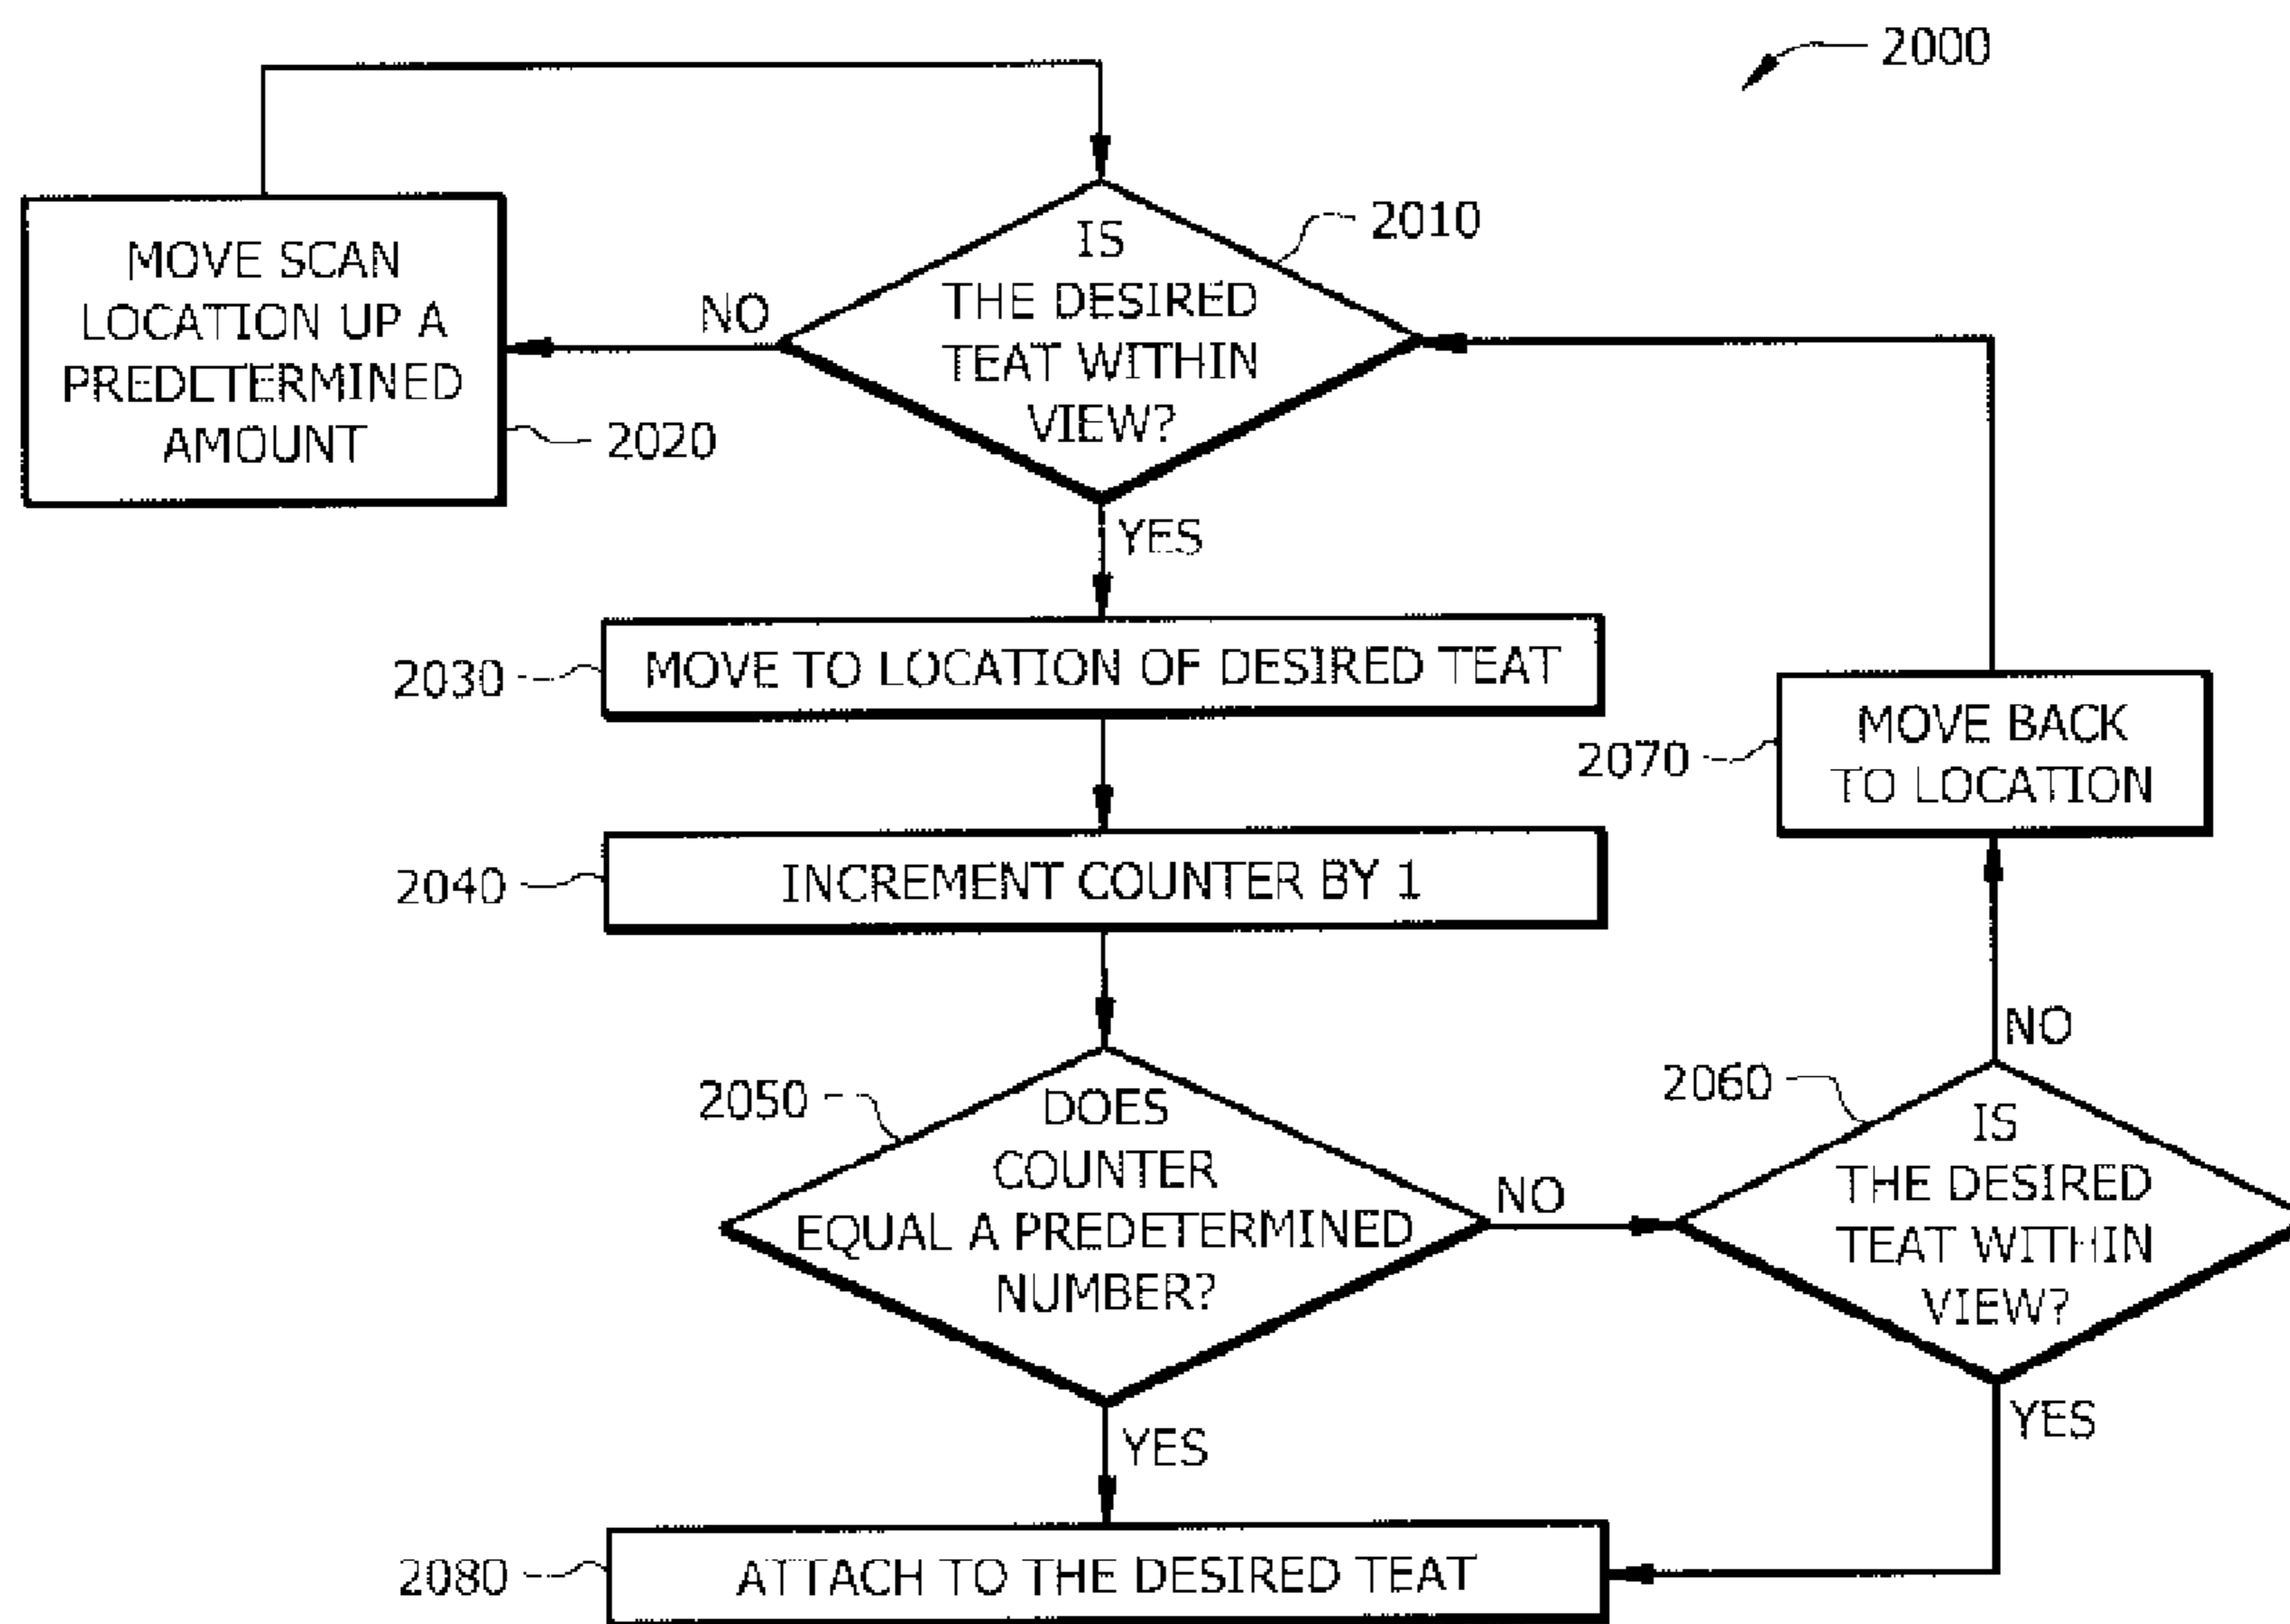 2000
IS
THE DESIRED
TEAT WITHIN
VIEW?
2010
NO
MOVE SCAN
LOCATION UP A
PREDETERMINED
AMOUNT
2020
YES
2030
MOVE TO LOCATION OF DESIRED TEAT
2070
MOVE BACK
TO LOCATION
2040
INCREMENT COUNTER BY 1
2050
DOES
COUNTER
EQUAL A PREDETERMINED
NUMBER?
NO
2060
NO
IS
THE DESIRED
TEAT WITHIN
VIEW?
YES
YES
2080
ATTACH TO THE DESIRED TEAT